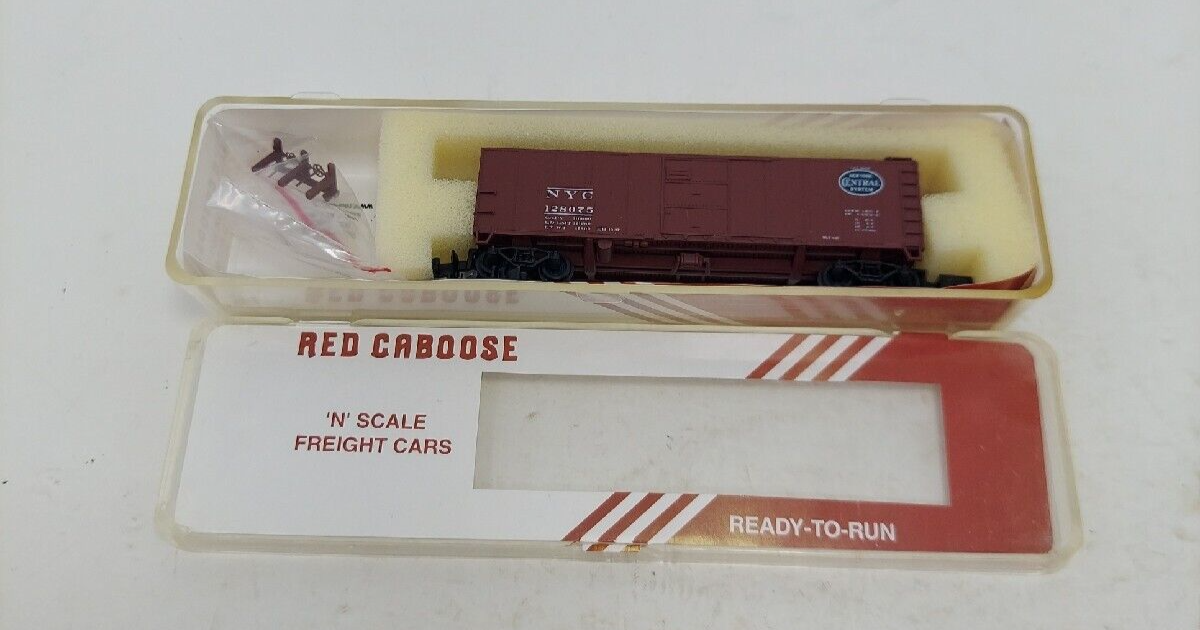 NYC
128075
NEW YORK
CENTRAL
SYSTEM
RED CABOOSE
RED CABOOSE
'N' SCALE
FREIGHT CARS
READY-TO-RUN